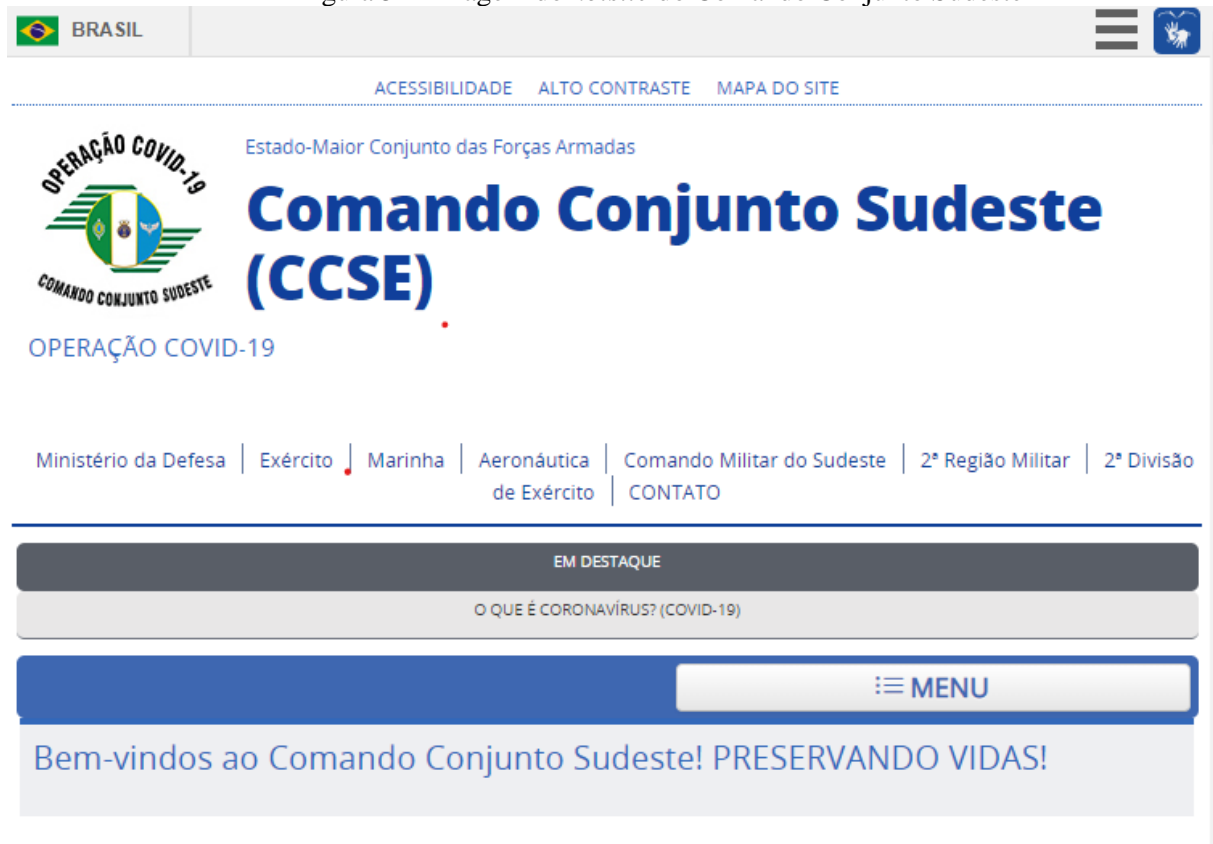 BRASIL
ACESSIBILIDADE ALTO CONTRASTE MAPA DO SITE
OPERAÇÃO COVID-19
COMANDO CONJUNTO SUDESTE
Estado-Maior Conjunto das Forças Armadas
Comando Conjunto Sudeste
(CCSE)
OPERAÇÃO COVID-19
Ministério da Defesa | Exército | Marinha | Aeronáutica | Comando Militar do Sudeste | 2ª Região Militar | 2ª Divisão
de Exército | CONTATO
EM DESTAQUE
O QUE É CORONAVÍRUS? (COVID-19)
MENU
Bem-vindos ao Comando Conjunto Sudeste! PRESERVANDO VIDAS!